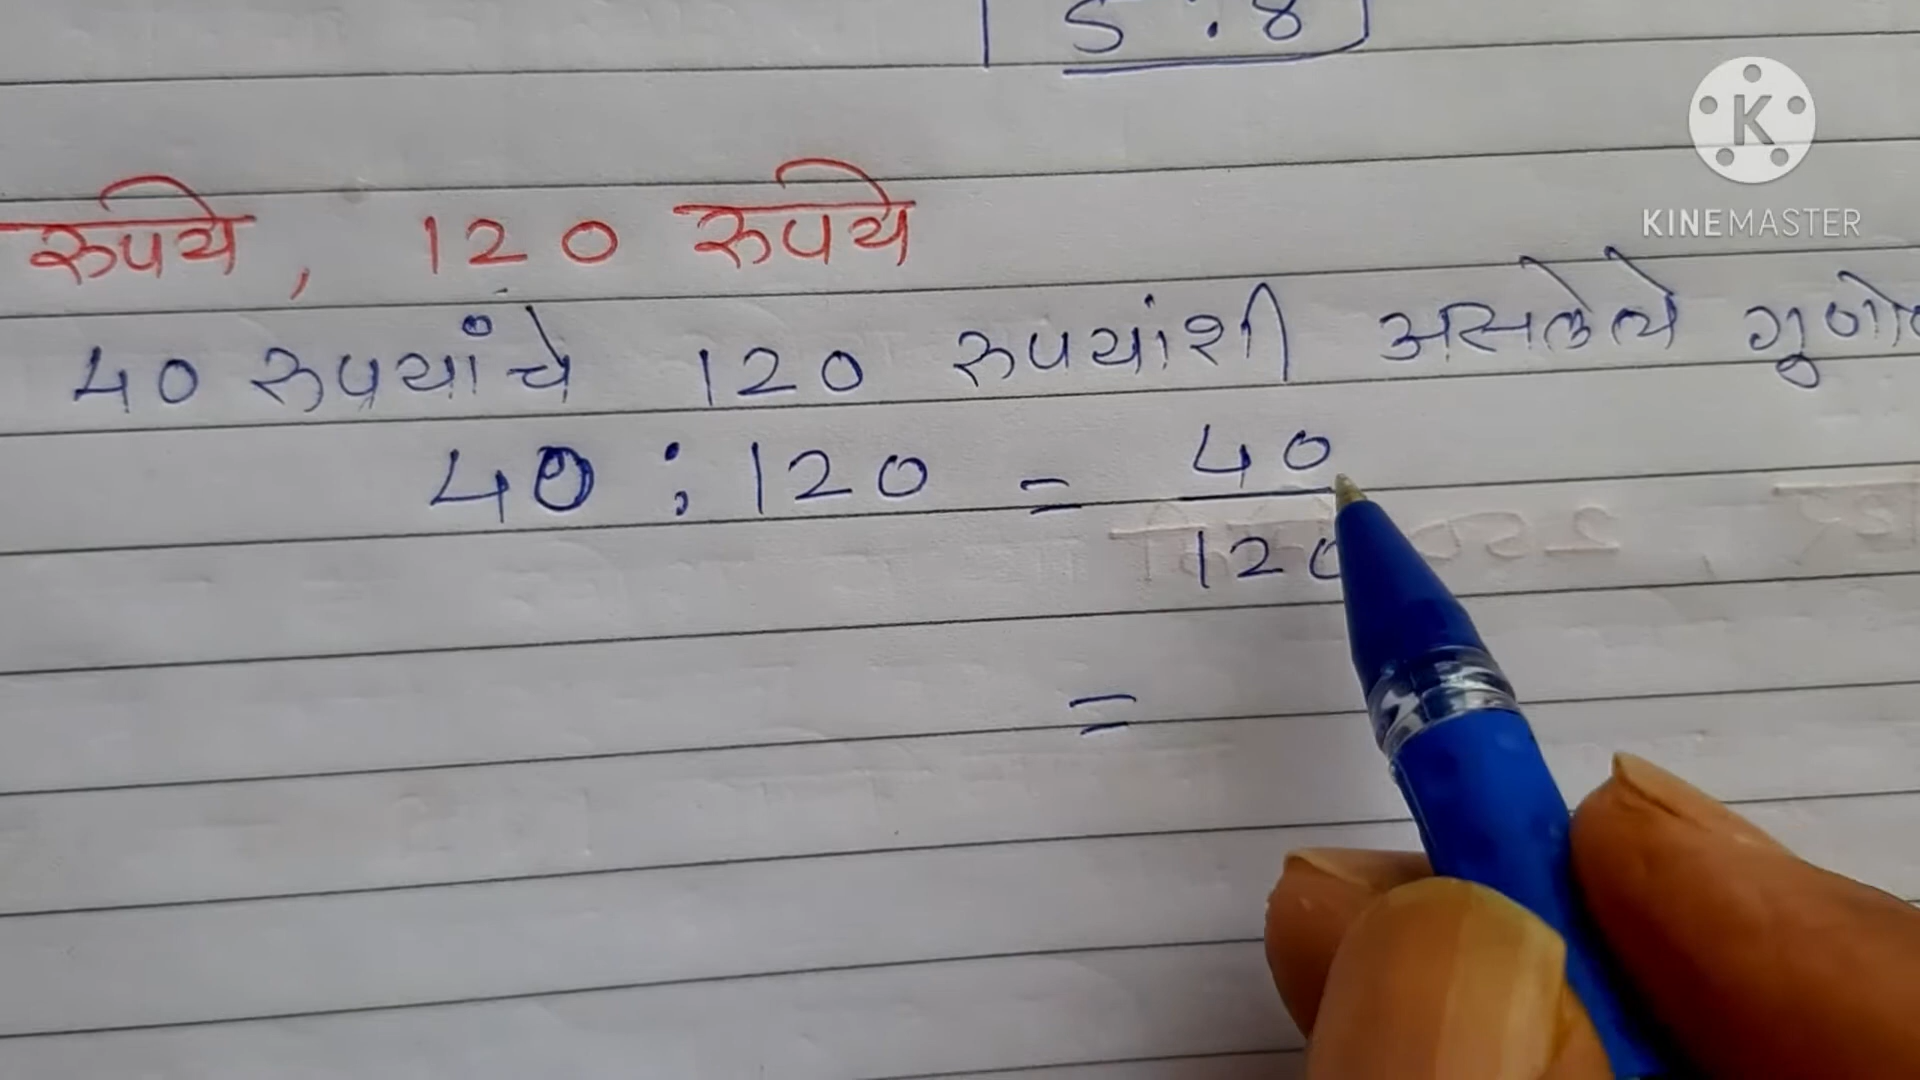 5 : 8
KINEMASTER
रुपये, 120 रुपये
40 रुपयांचे 120 रुपयांशी असलेले
40 : 120 = 40
120
=